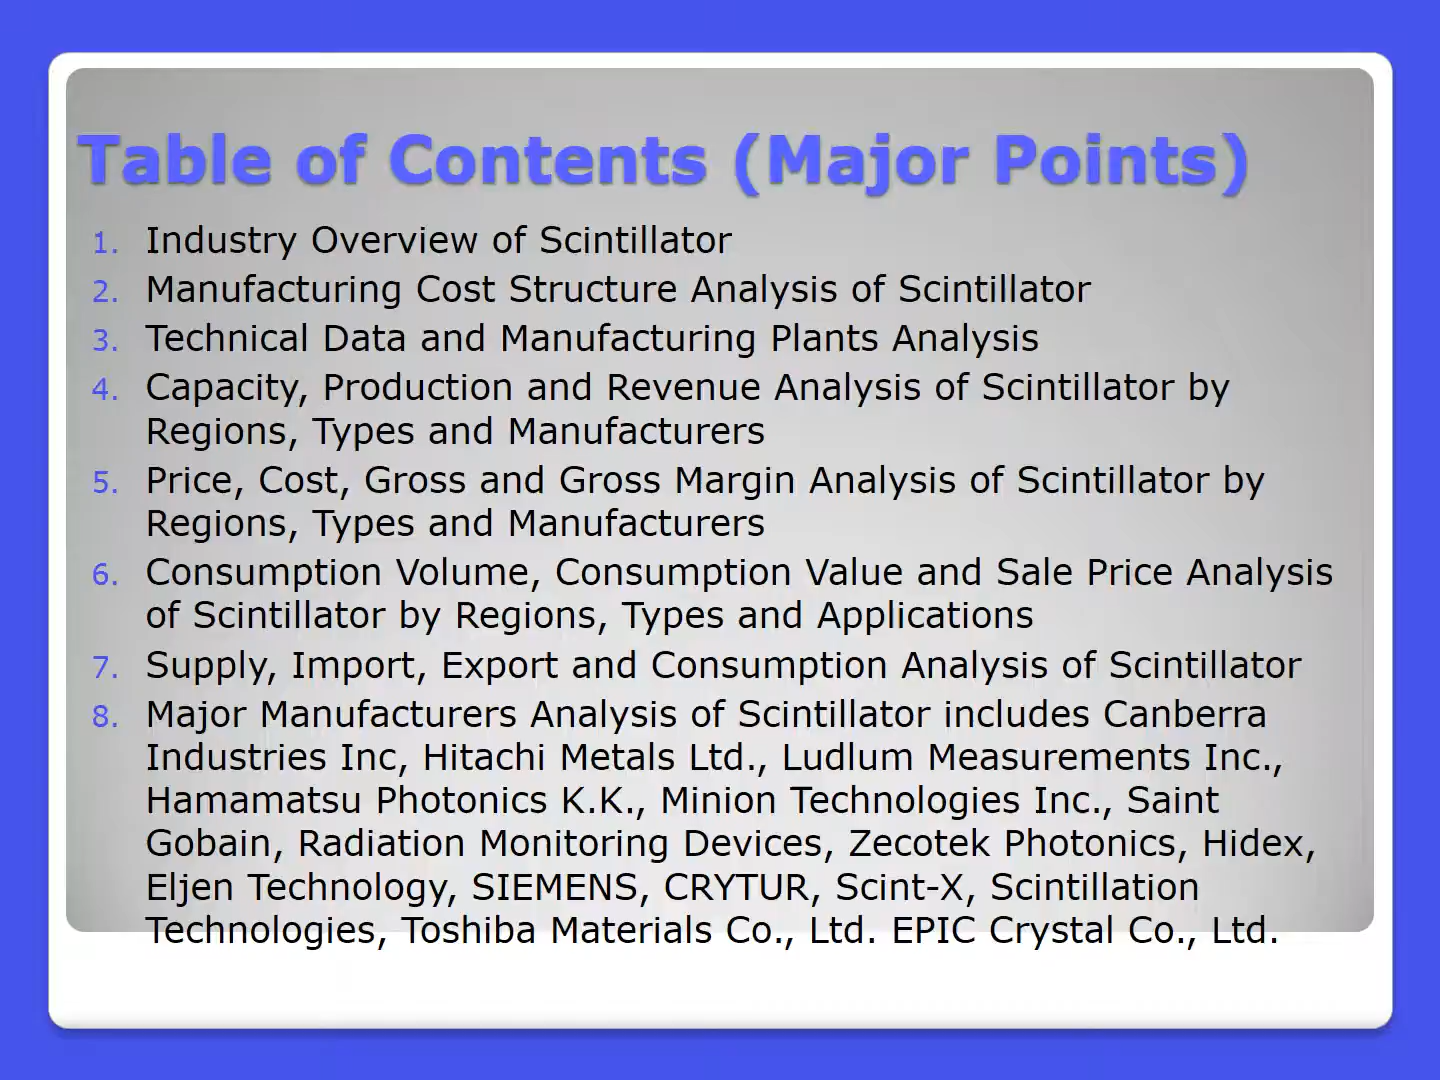 Table of Contents (Major Points)
1. Industry Overview of Scintillator
2. Manufacturing Cost Structure Analysis of Scintillator
3. Technical Data and Manufacturing Plants Analysis
4. Capacity, Production and Revenue Analysis of Scintillator by
Regions, Types and Manufacturers
5. Price, Cost, Gross and Gross Margin Analysis of Scintillator by
Regions, Types and Manufacturers
6. Consumption Volume, Consumption Value and Sale Price Analysis
of Scintillator by Regions, Types and Applications
7. Supply, Import, Export and Consumption Analysis of Scintillator
8. Major Manufacturers Analysis of Scintillator includes Canberra
Industries Inc, Hitachi Metals Ltd., Ludlum Measurements Inc.,
Hamamatsu Photonics K.K., Minion Technologies Inc., Saint
Gobain, Radiation Monitoring Devices, Zecotek Photonics, Hidex,
Eljen Technology, SIEMENS, CRYTUR, Scint-X, Scintillation
Technologies, Toshiba Materials Co., Ltd. EPIC Crystal Co., Ltd.